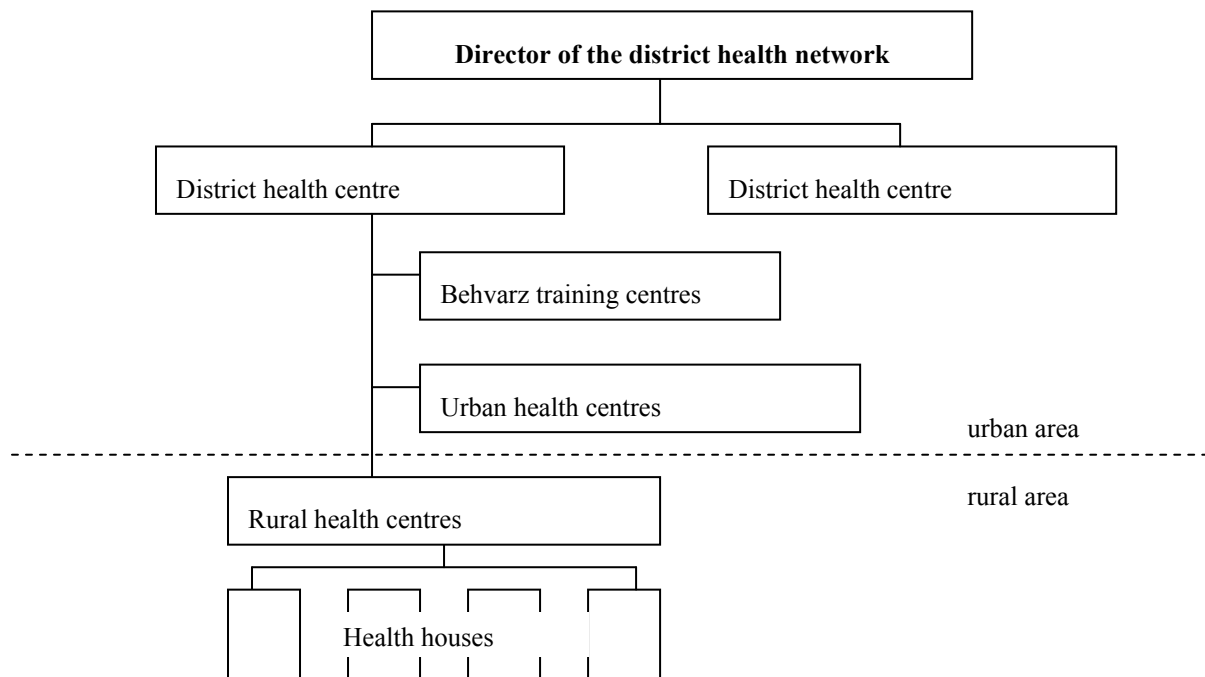 Director of the district health network
District health centre
District health centre
Behvarz training centres
Urban health centres
urban area
rural area
Rural health centres
Health houses